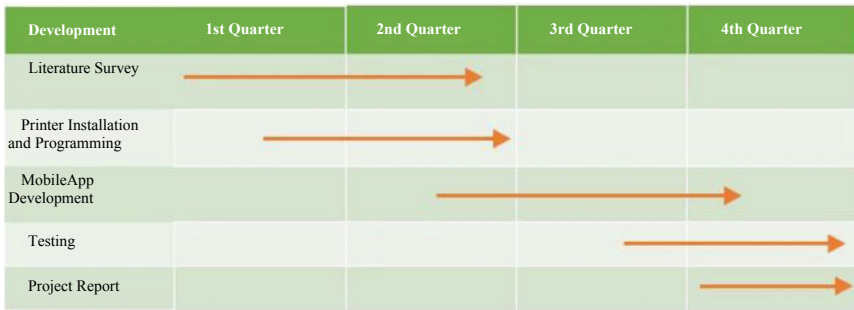 Development 1st Quarter 2nd Quarter 3rd Quarter 4th Quarter
Literature Survey
Printer Installation
and Programming
MobileApp
Development
Testing
Project Report